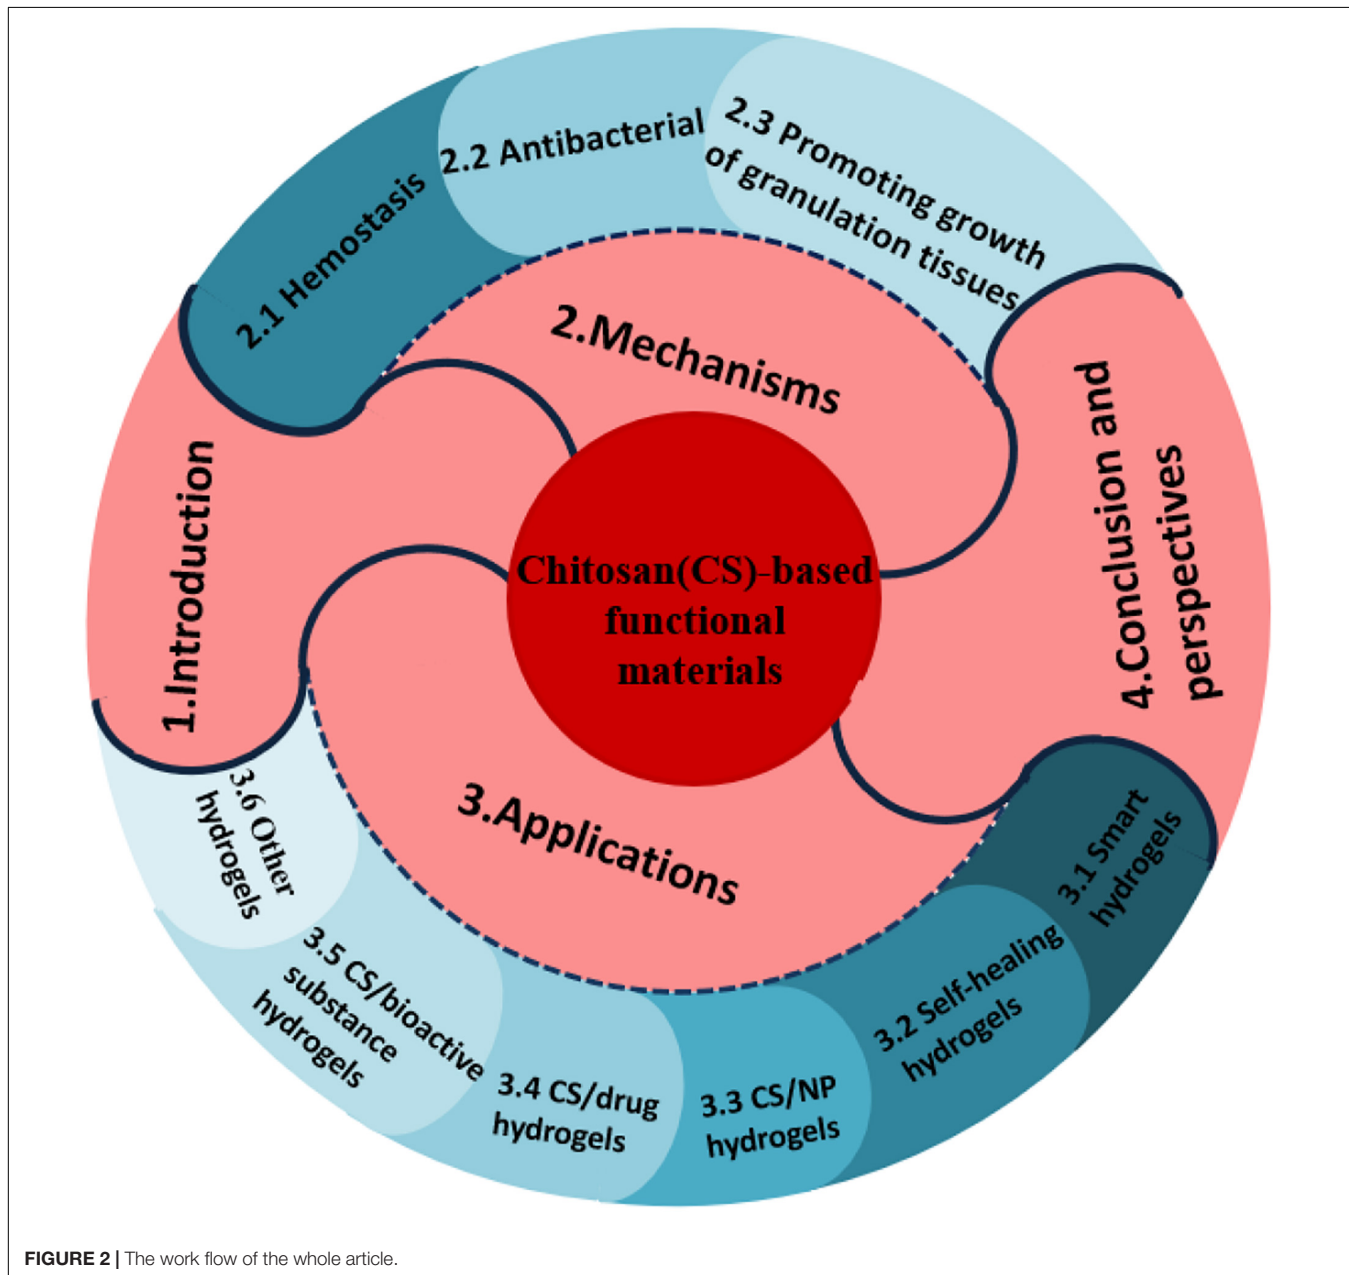 Chitosan(CS)-based
functional
materials
1.Introduction
2.Mechanisms
2.1 Hemostasis
2.2 Antibacterial
2.3 Promoting growth
of granulation tissues
3.Applications
3.1 Smart
hydrogels
3.2 Self-healing
hydrogels
3.3 CS/NP
hydrogels
3.4 CS/drug
hydrogels
3.5 CS/bioactive
substance
hydrogels
3.6 Other
hydrogels
4.Conclusion and
perspectives
FIGURE 2 | The work flow of the whole article.